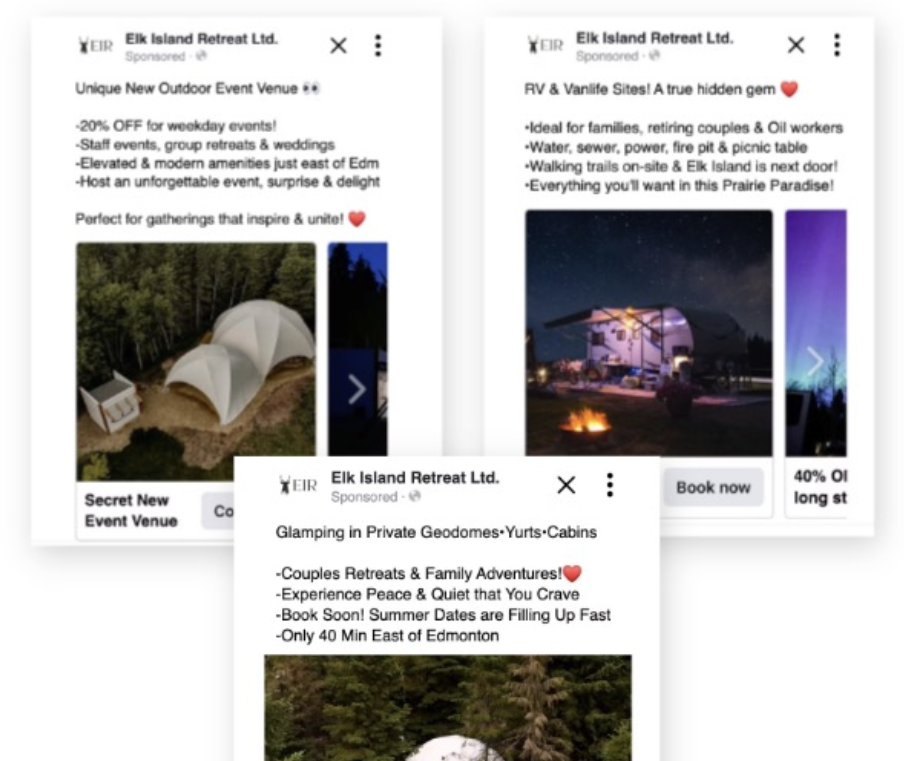 EIR
Elk Island Retreat Ltd.
Sponsored ·
Unique New Outdoor Event Venue 👀
-20% OFF for weekday events!
-Staff events, group retreats & weddings
-Elevated & modern amenities just east of Edm
-Host an unforgettable event, surprise & delight
Perfect for gatherings that inspire & unite! ❤️
Secret New
Event Venue
Co
EIR
Elk Island Retreat Ltd.
Sponsored ·
RV & Vanlife Sites! A true hidden gem ❤️
•Ideal for families, retiring couples & Oil workers
•Water, sewer, power, fire pit & picnic table
•Walking trails on-site & Elk Island is next door!
•Everything you'll want in this Prairie Paradise!
Book now
40% O
long st
EIR
Elk Island Retreat Ltd.
Sponsored ·
Glamping in Private Geodomes•Yurts•Cabins
-Couples Retreats & Family Adventures!❤️
-Experience Peace & Quiet that You Crave
-Book Soon! Summer Dates are Filling Up Fast
-Only 40 Min East of Edmonton